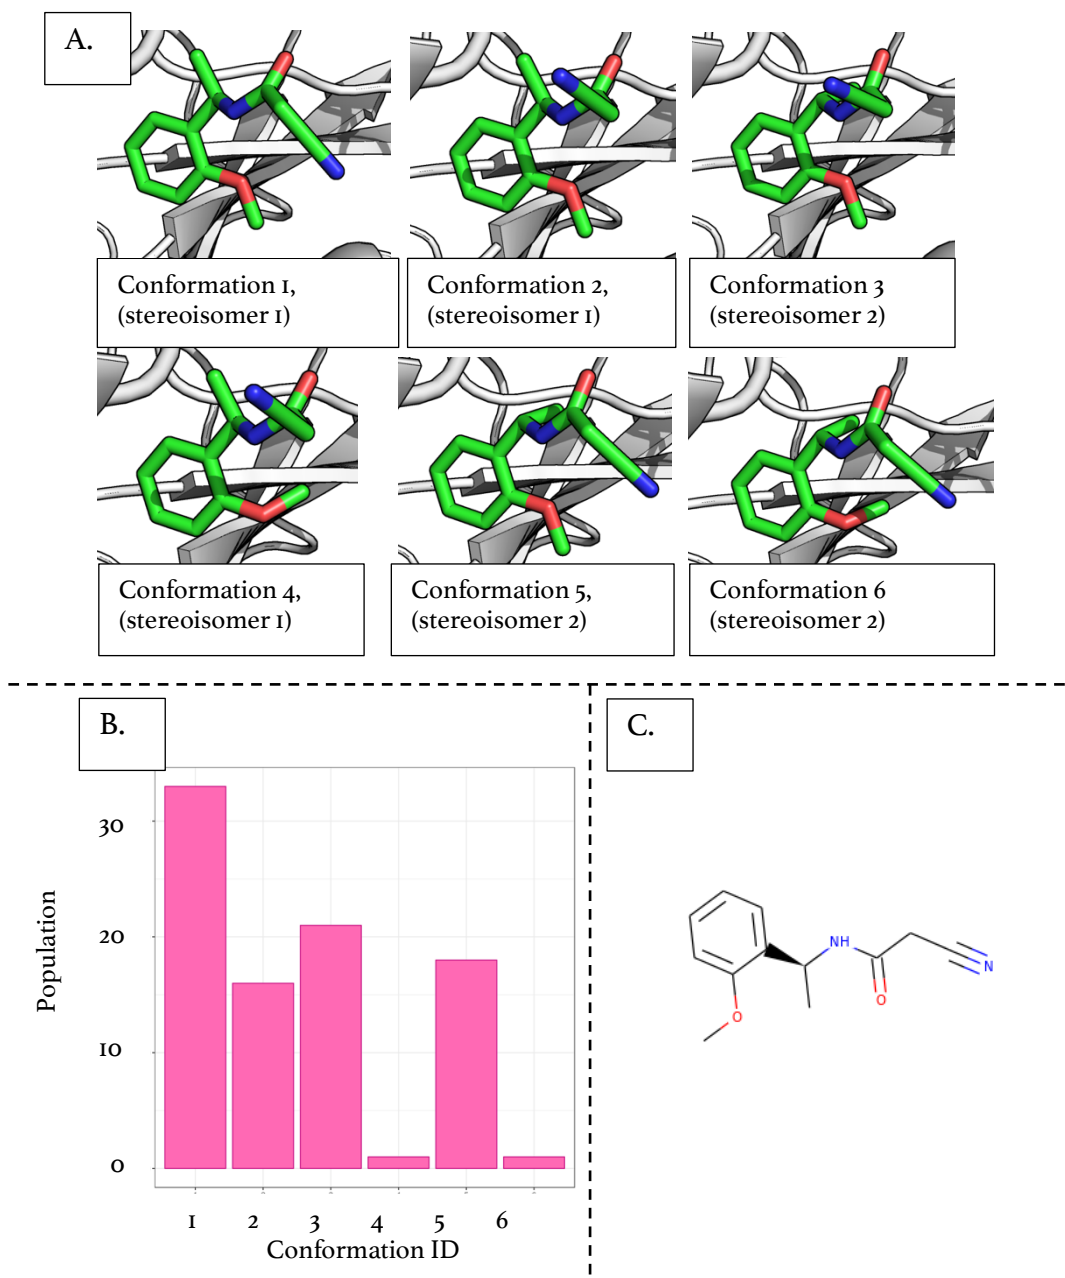 A.
Conformation 1,
(stereoisomer 1)
Conformation 2,
(stereoisomer 1)
Conformation 3
(stereoisomer 2)
Conformation 4,
(stereoisomer 1)
Conformation 5,
(stereoisomer 2)
Conformation 6
(stereoisomer 2)
B.
Population
30
20
10
0
1 2 3 4 5 6
Conformation ID
C.
NH
N
O
O